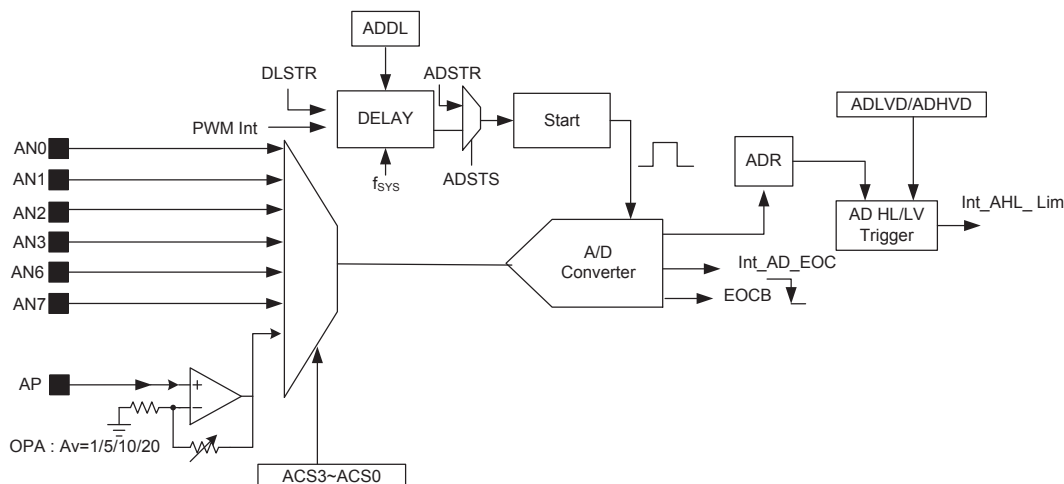 ADDL
DLSTR
ADSTR
ADLVD/ADHVD
DELAY
Start
PWM Int
AN0
ADR
fSYS
ADSTS
AN1
AN2
Int_AHL_ Lim
AD HL/LV
Trigger
AN3
A/D
Converter
Int_AD_EOC
AN6
EOCB
AN7
AP
+
−
OPA : Av=1/5/10/20
ACS3~ACS0